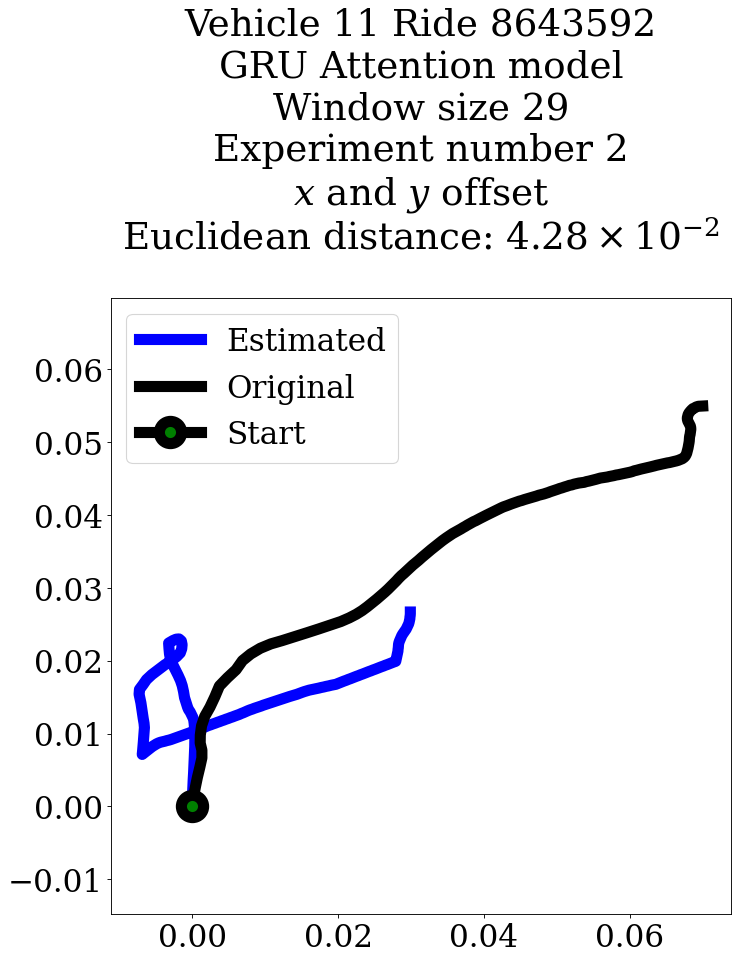 Vehicle 11 Ride 8643592
GRU Attention model
Window size 29
Experiment number 2
x and y offset
Euclidean distance: 4.28 × 10⁻²
Estimated
Original
Start
0.06
0.05
0.04
0.03
0.02
0.01
0.00
−0.01
0.00 0.02 0.04 0.06